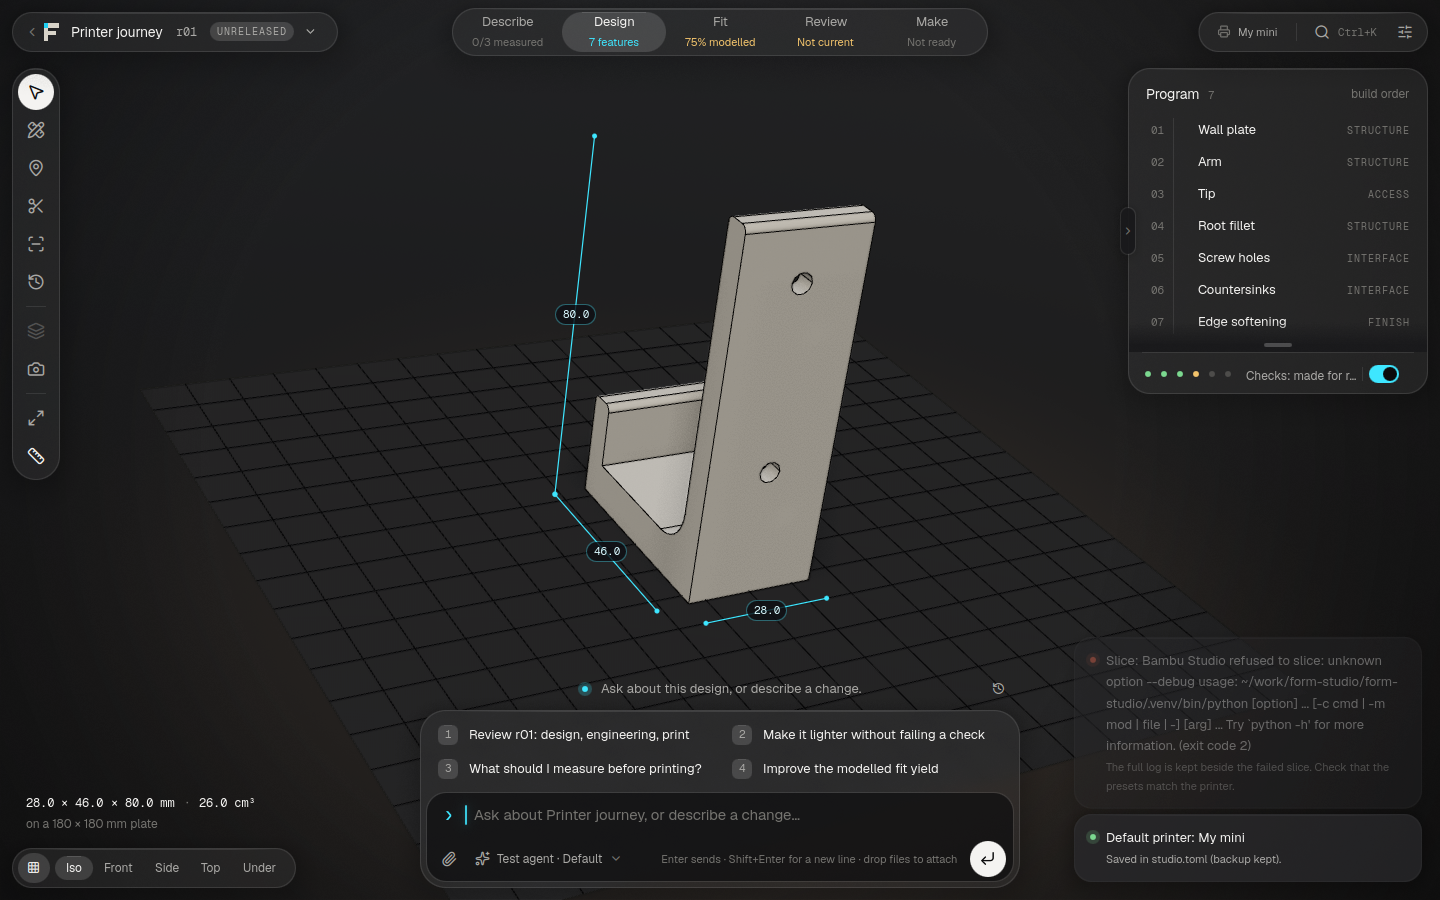 Printer journey r01 UNRELEASED
Describe
0/3 measured
Design
7 features
Fit
75% modelled
Review
Not current
Make
Not ready
My mini
Ctrl+K
Program 7 build order
01 Wall plate STRUCTURE
02 Arm STRUCTURE
03 Tip ACCESS
04 Root fillet STRUCTURE
05 Screw holes INTERFACE
06 Countersinks INTERFACE
07 Edge softening FINISH
Checks: made for r...
80.0
46.0
28.0
Ask about this design, or describe a change.
1 Review r01: design, engineering, print
2 Make it lighter without failing a check
3 What should I measure before printing?
4 Improve the modelled fit yield
Ask about Printer journey, or describe a change...
Test agent · Default
Enter sends · Shift+Enter for a new line · drop files to attach
28.0 × 46.0 × 80.0 mm · 26.0 cm³
on a 180 × 180 mm plate
Iso Front Side Top Under
Slice: Bambu Studio refused to slice: unknown
option --debug usage: ~/work/form-studio/form-
studio/.venv/bin/python [option] ... [-c cmd | -m
mod | file | -] [arg] ... Try `python -h' for more
information. (exit code 2)
The full log is kept beside the failed slice. Check that the
presets match the printer.
Default printer: My mini
Saved in studio.toml (backup kept).